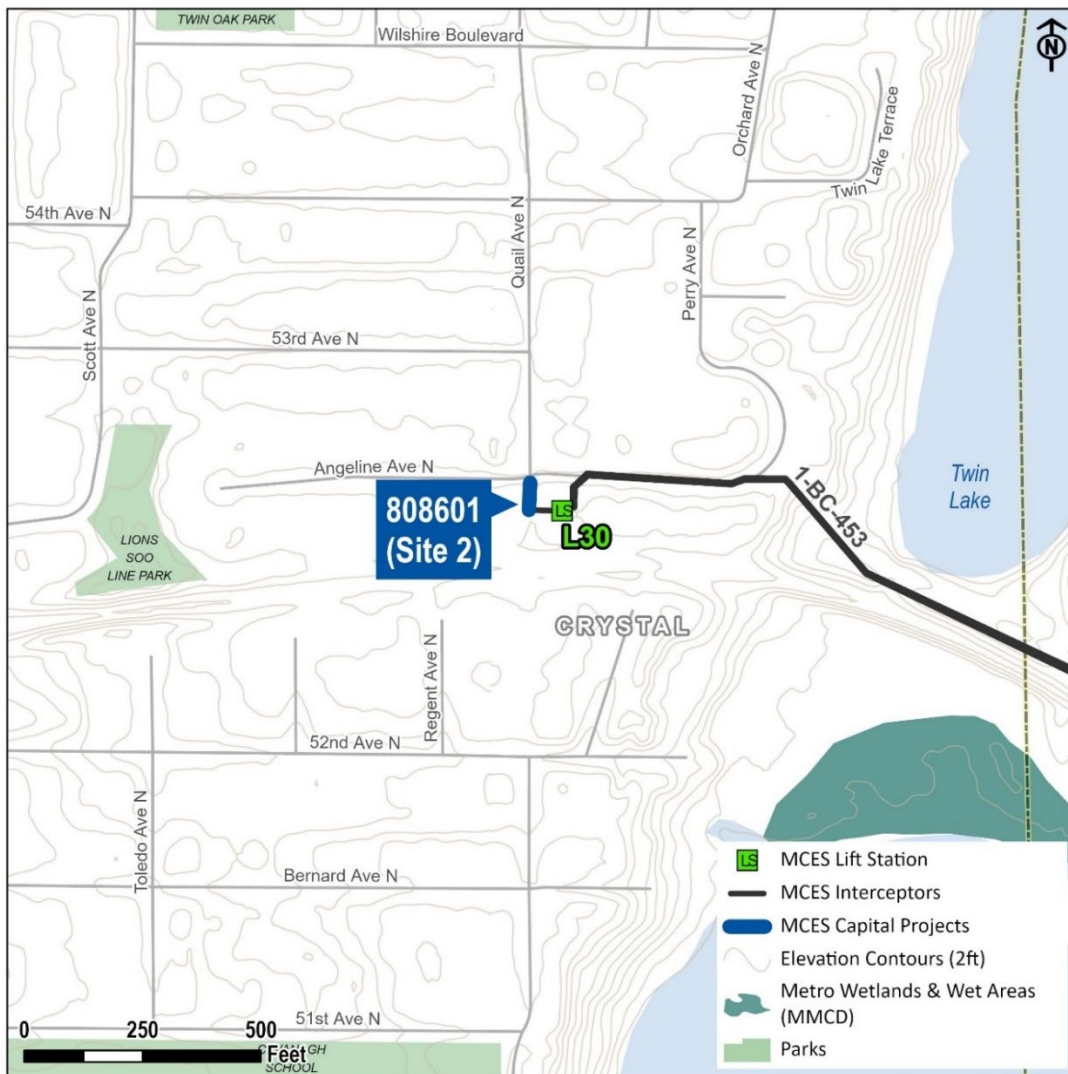 TWIN OAK PARK
Wilshire Boulevard
N
Orchard Ave N
Twin Lake Terrace
54th Ave N
Quail Ave N
Perry Ave N
Scott Ave N
53rd Ave N
Angeline Ave N
1-BC-453
Twin
Lake
808601
(Site 2)
LS
L30
LIONS
SOO
LINE PARK
CRYSTAL
Regent Ave N
52nd Ave N
Toledo Ave N
Bernard Ave N
51st Ave N
0 250 500
Feet
SCHOOL
LS MCES Lift Station
MCES Interceptors
MCES Capital Projects
Elevation Contours (2ft)
Metro Wetlands & Wet Areas
(MMCD)
Parks